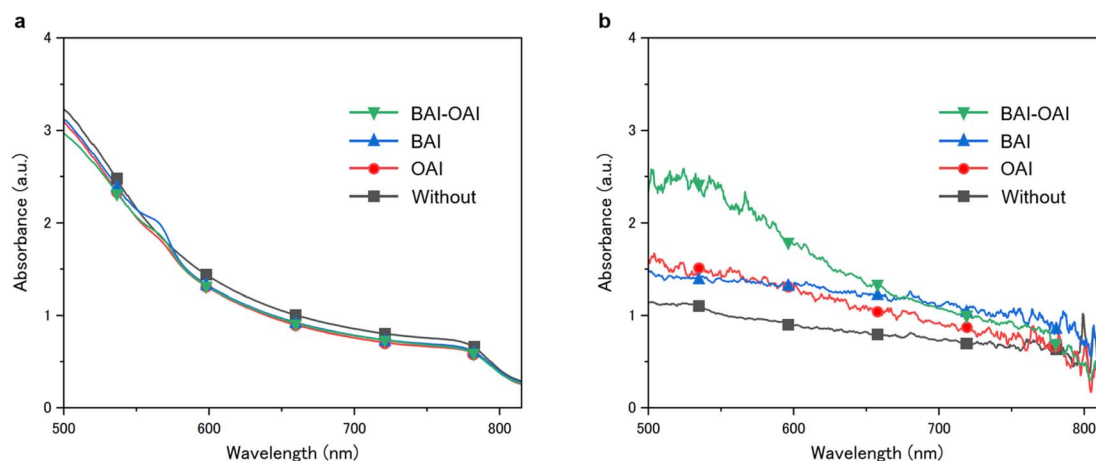 a
4
3
2
1
0
Absorbance (a.u.)
BAI-OAI
BAI
OAI
Without
500 600 700 800
Wavelength (nm)
b
4
3
2
1
0
Absorbance (a.u.)
BAI-OAI
BAI
OAI
Without
500 600 700 800
Wavelength (nm)